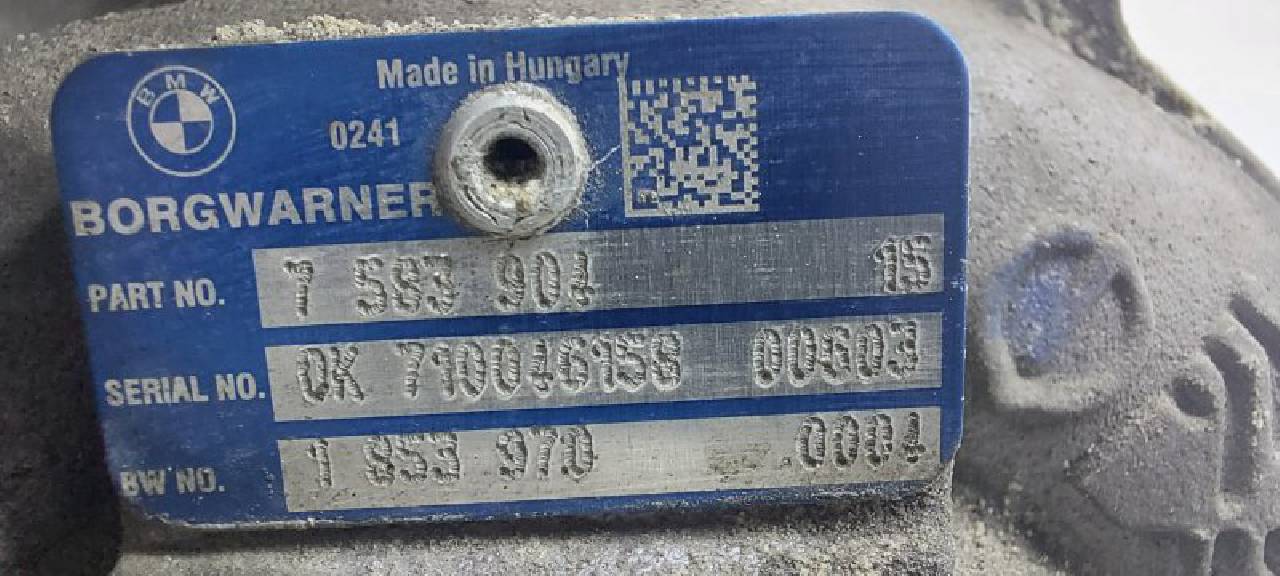 Made in Hungary
BMW
0241
BORGWARNER
PART NO. 7 583 904 15
SERIAL NO. 0K 710046158 00603
BW NO. 1 853 970 0004